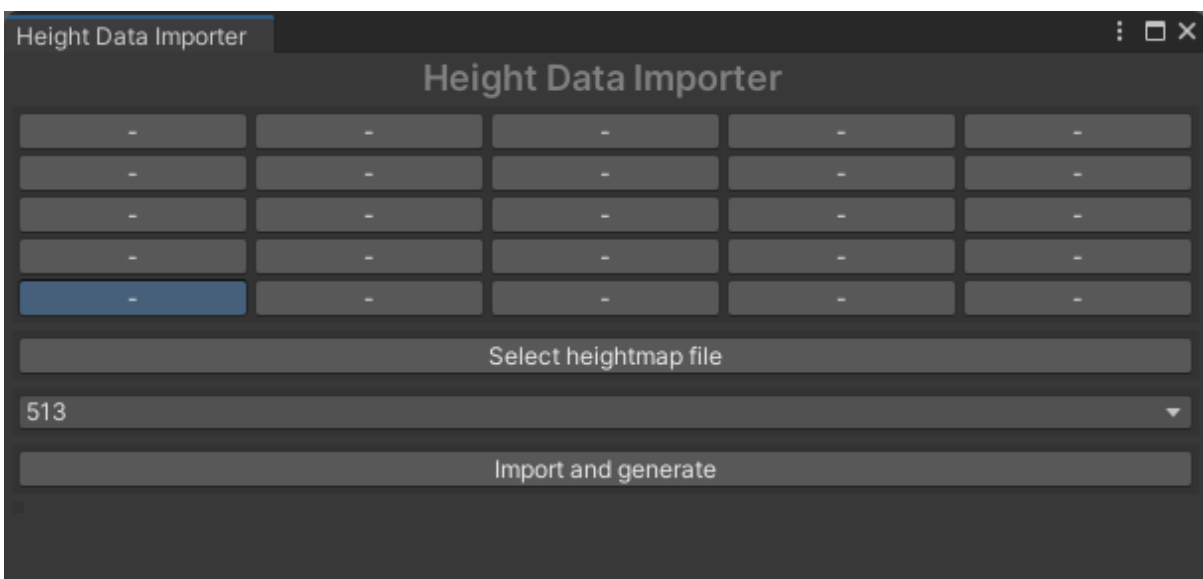 Height Data Importer
Height Data Importer
- - - - -
- - - - -
- - - - -
- - - - -
- - - - -
Select heightmap file
513
Import and generate